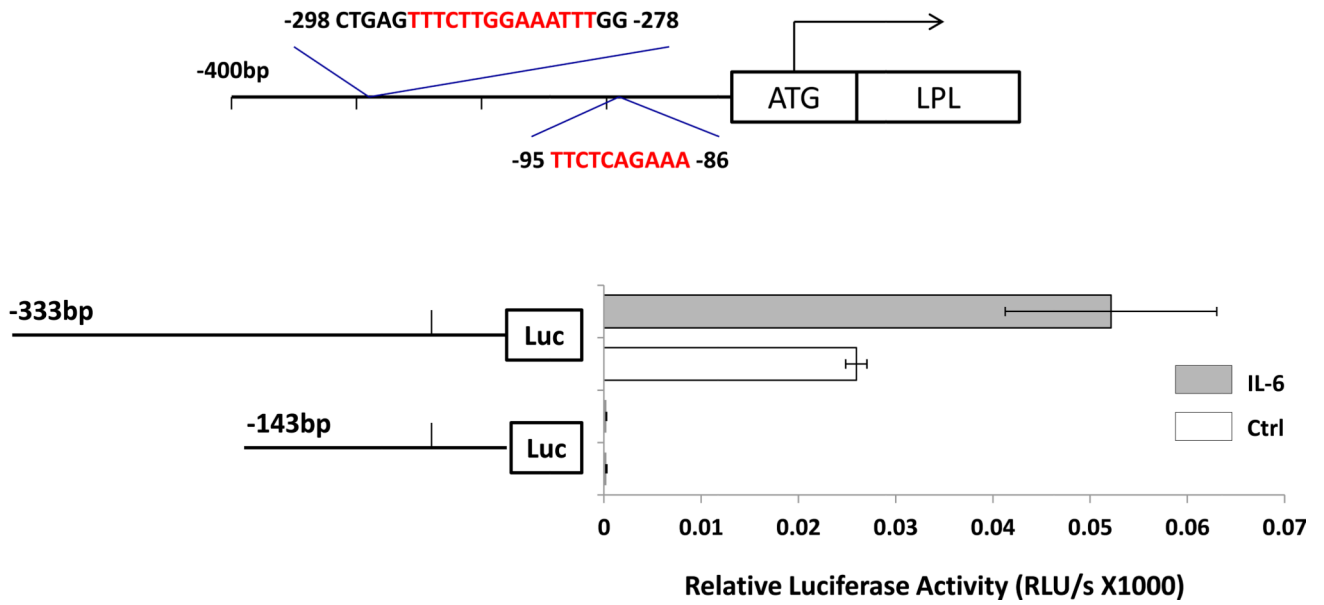 -298 CTGAGTTTCTTGGAAATTTGG -278
-400bp
ATG
LPL
-95 TTCTCAGAAA -86
-333bp
Luc
IL-6
Ctrl
-143bp
Luc
0 0.01 0.02 0.03 0.04 0.05 0.06 0.07
Relative Luciferase Activity (RLU/s X1000)